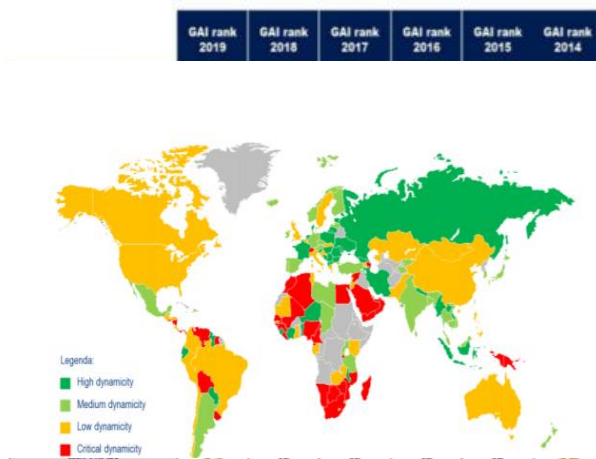 GAI rank 2019
GAI rank 2018
GAI rank 2017
GAI rank 2016
GAI rank 2015
GAI rank 2014
Legenda:
High dynamicity
Medium dynamicity
Low dynamicity
Critical dynamicity